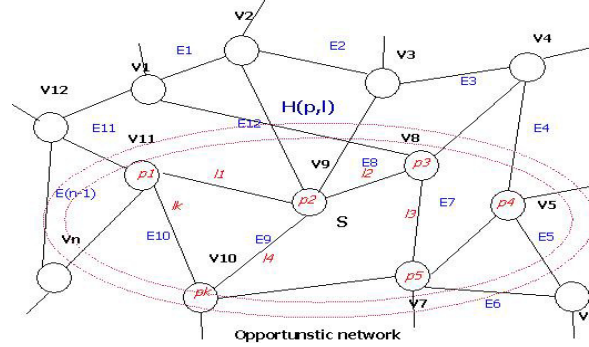 V2
E1
E2
V3
V4
V1
V12
H(p,l)
E3
E11
V11
E12
V8
E4
V9
E8
p1
l1
l2
p3
E(n-1)
lk
p2
E7
p4
V5
S
l3
Vn
E10
V10
E9
l4
E5
p5
pk
V7
E6
V
Opportunstic network